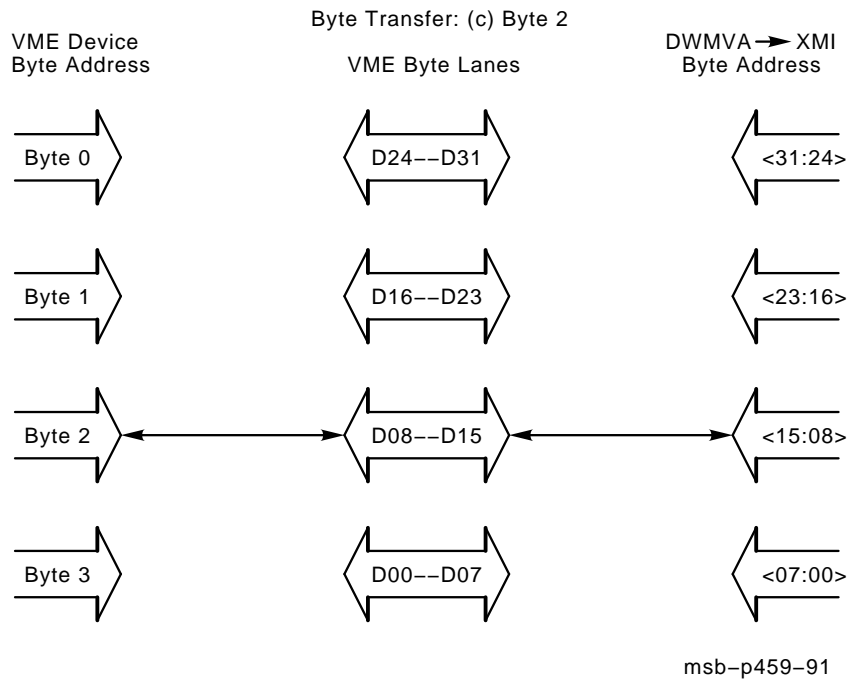 Byte Transfer: (c) Byte 2
VME Device
Byte Address
VME Byte Lanes
DWMVA XMI
Byte Address
Byte 0
D24--D31
<31:24>
Byte 1
D16--D23
<23:16>
Byte 2
D08--D15
<15:08>
Byte 3
D00--D07
<07:00>
msb-p459-91